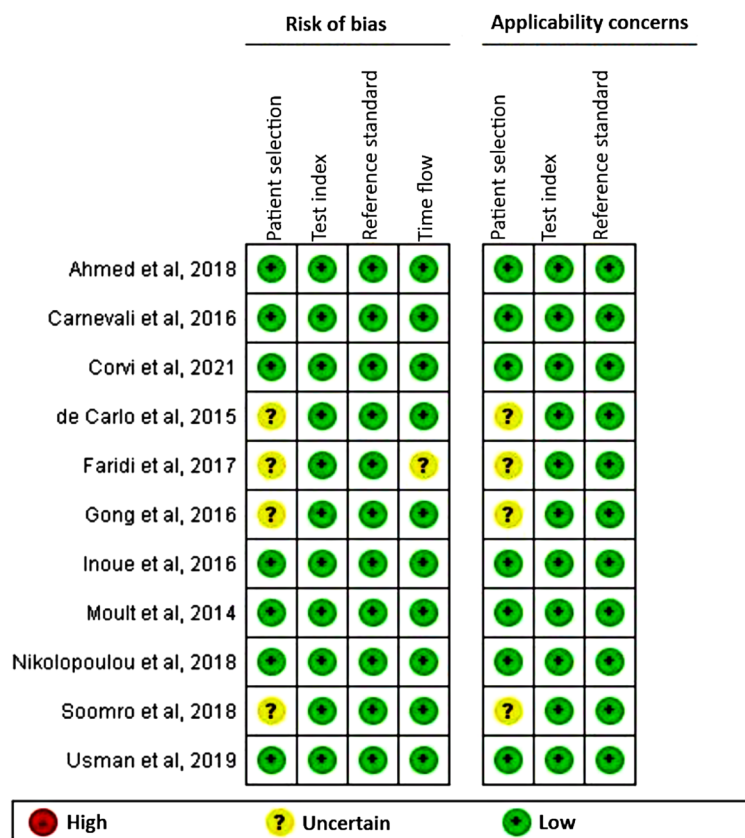 Risk of bias
Applicability concerns
Patient selection
Test index
Reference standard
Time flow
Patient selection
Test index
Reference standard
Ahmed et al, 2018
Carnevali et al, 2016
Corvi et al, 2021
de Carlo et al, 2015
? ?
Faridi et al, 2017
? ? ?
Gong et al, 2016
? ?
Inoue et al, 2016
Moult et al, 2014
Nikolopoulou et al, 2018
Soomro et al, 2018
? ?
Usman et al, 2019
High
? Uncertain
Low